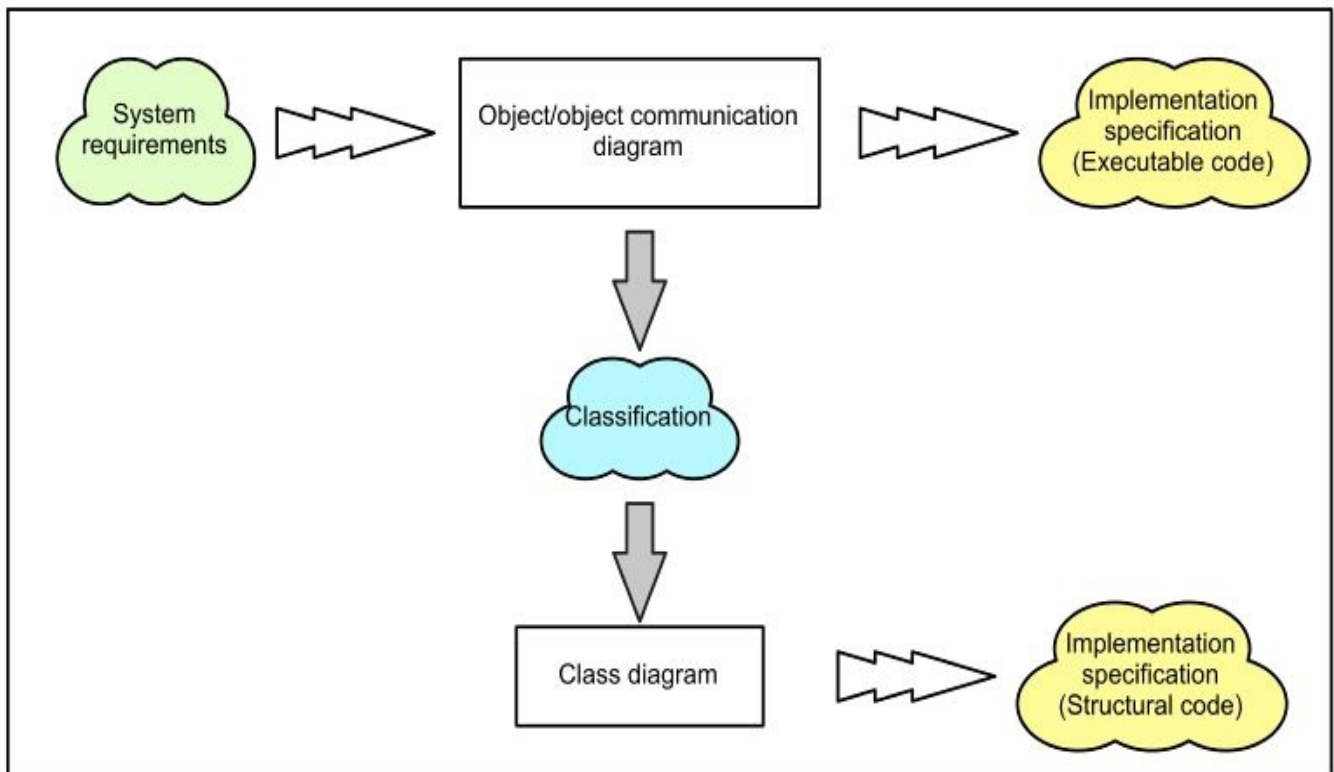 System
requirements
Object/object communication
diagram
Implementation
specification
(Executable code)
Classification
Class diagram
Implementation
specification
(Structural code)